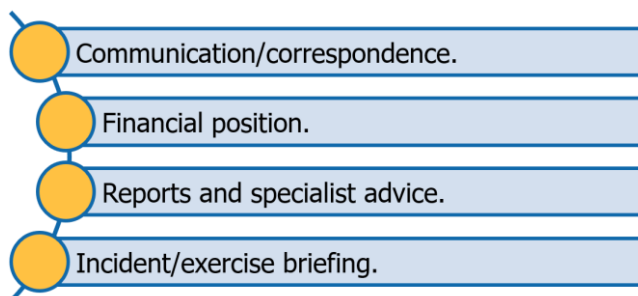 Communication/correspondence.
Financial position.
Reports and specialist advice.
Incident/exercise briefing.